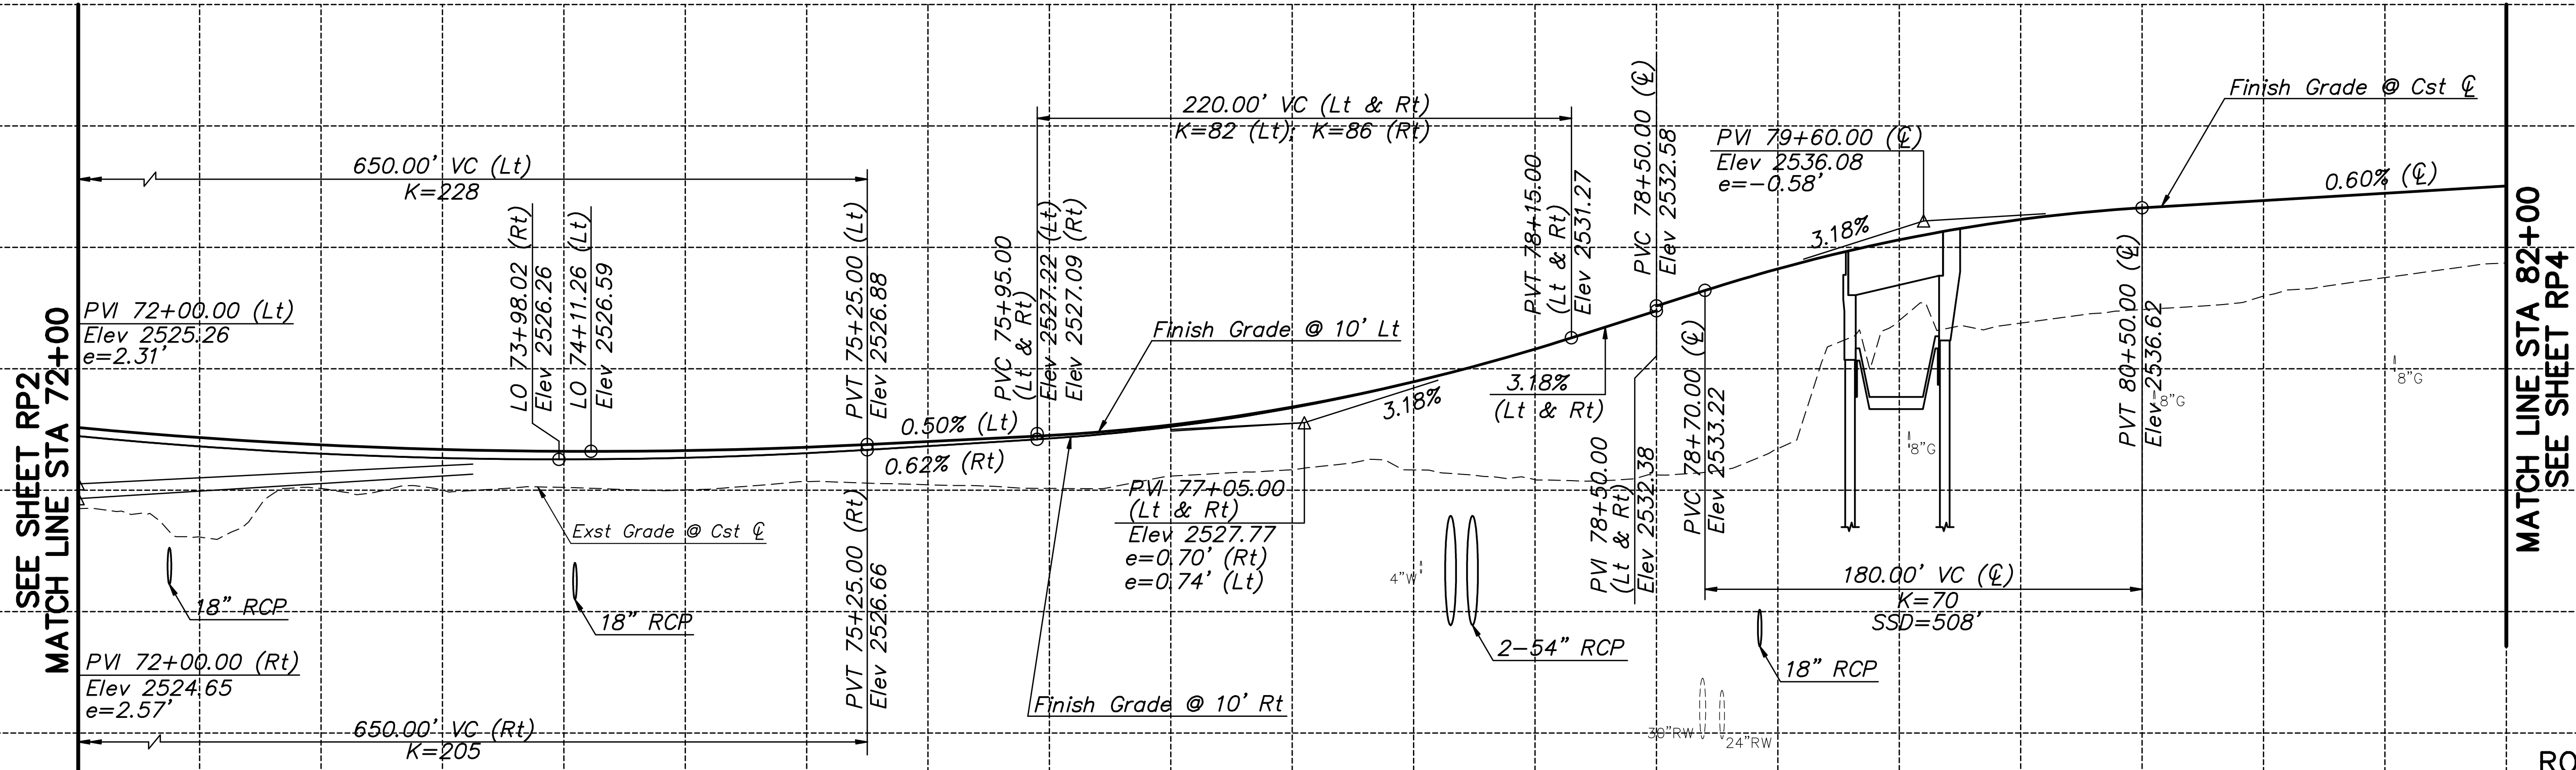 SEE SHEET RP2
MATCH LINE STA 72+00
650.00' VC (Lt)
K=228
PVI 72+00.00 (Lt)
Elev 2525.26
e=2.31'
LO 73+98.02 (Rt)
Elev 2526.26
LO 74+11.26 (Lt)
Elev 2526.59
PVT 75+25.00 (Lt)
Elev 2526.88
0.50% (Lt)
0.62% (Rt)
PVC 75+95.00
(Lt & Rt)
Elev 2527.22 (Lt)
Elev 2527.09 (Rt)
220.00' VC (Lt & Rt)
K=82 (Lt); K=86 (Rt)
Finish Grade @ 10' Lt
3.18%
PVT 78+15.00
(Lt & Rt)
Elev 2531.27
3.18%
(Lt & Rt)
PVC 78+50.00 (℄)
Elev 2532.58
PVI 79+60.00 (℄)
Elev 2536.08
e=-0.58'
3.18%
Finish Grade @ Cst ℄
0.60% (℄)
Exst Grade @ Cst ℄
18" RCP
18" RCP
PVI 72+00.00 (Rt)
Elev 2524.65
e=2.57'
650.00' VC (Rt)
K=205
PVT 75+25.00 (Rt)
Elev 2526.66
Finish Grade @ 10' Rt
PVI 77+05.00
(Lt & Rt)
Elev 2527.77
e=0.70' (Rt)
e=0.74' (Lt)
4"W
2-54" RCP
PVI 78+50.00
(Lt & Rt)
Elev 2532.38
PVC 78+70.00 (℄)
Elev 2533.22
30"RW
24"RW
18" RCP
180.00' VC (℄)
K=70
SSD=508'
8"G
PVT 80+50.00 (℄)
Elev 2536.62
8"G
8"G
MATCH LINE STA 82+00
SEE SHEET RP4
RO